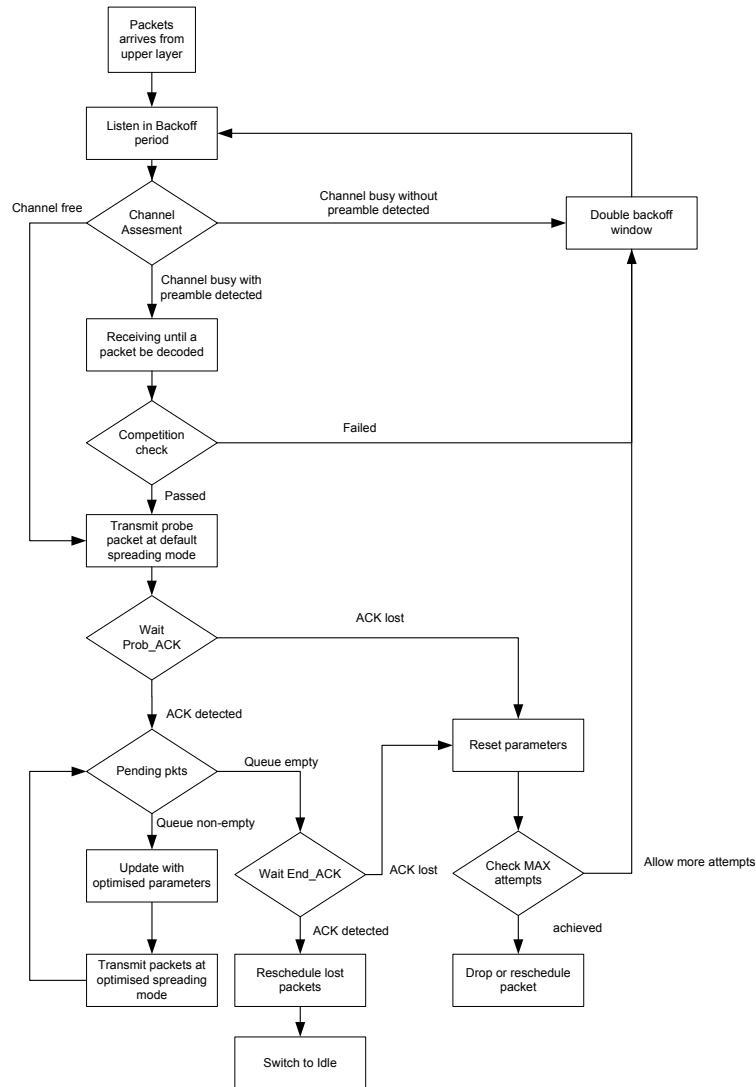 Packets
arrives from
upper layer
Listen in Backoff
period
Channel free
Channel
Assesment
Channel busy without
preamble detected
Double backoff
window
Channel busy with
preamble detected
Receiving until a
packet be decoded
Competition
check
Failed
Passed
Transmit probe
packet at default
spreading mode
Wait
Prob_ACK
ACK lost
ACK detected
Reset parameters
Pending pkts
Queue empty
Queue non-empty
Update with
optimised parameters
Wait End_ACK
ACK lost
Check MAX
attempts
Allow more attempts
ACK detected
achieved
Transmit packets at
optimised spreading
mode
Reschedule lost
packets
Drop or reschedule
packet
Switch to Idle